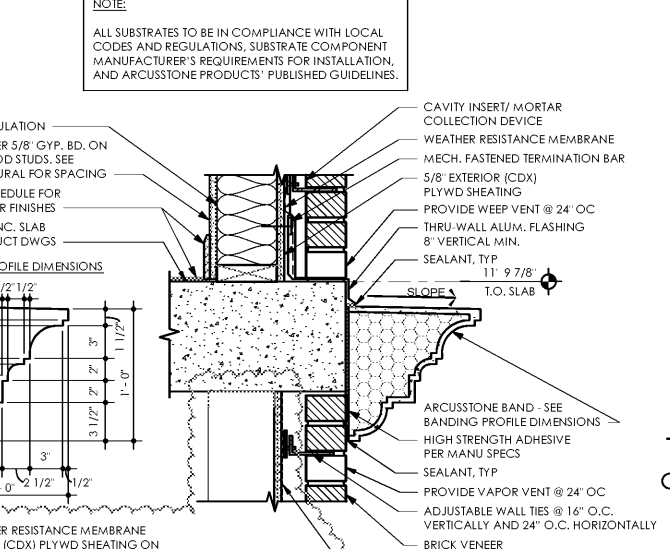 NOTE:
ALL SUBSTRATES TO BE IN COMPLIANCE WITH LOCAL
CODES AND REGULATIONS, SUBSTRATE COMPONENT
MANUFACTURER'S REQUIREMENTS FOR INSTALLATION,
AND ARCUSSTONE PRODUCTS' PUBLISHED GUIDELINES.
ULATION
ER 5/8" GYP. BD. ON
OD STUDS. SEE
URAL FOR SPACING
EDULE FOR
R FINISHES
NC. SLAB
UCT DWGS
OFILE DIMENSIONS
/2" 1/2"
3"
2"
2"
3 1/2"
1 1/2"
1' - 0"
3"
0"
2 1/2"
1/2"
ER RESISTANCE MEMBRANE
(CDX) PLYWD SHEATING ON
CAVITY INSERT/ MORTAR
COLLECTION DEVICE
WEATHER RESISTANCE MEMBRANE
MECH. FASTENED TERMINATION BAR
5/8" EXTERIOR (CDX)
PLYWD SHEATING
PROVIDE WEEP VENT @ 24" OC
THRU-WALL ALUM. FLASHING
8" VERTICAL MIN.
SEALANT, TYP
11' 9 7/8"
T.O. SLAB
SLOPE
ARCUSSTONE BAND - SEE
BANDING PROFILE DIMENSIONS
HIGH STRENGTH ADHESIVE
PER MANU SPECS
SEALANT, TYP
PROVIDE VAPOR VENT @ 24" OC
ADJUSTABLE WALL TIES @ 16" O.C.
VERTICALLY AND 24" O.C. HORIZONTALLY
BRICK VENEER